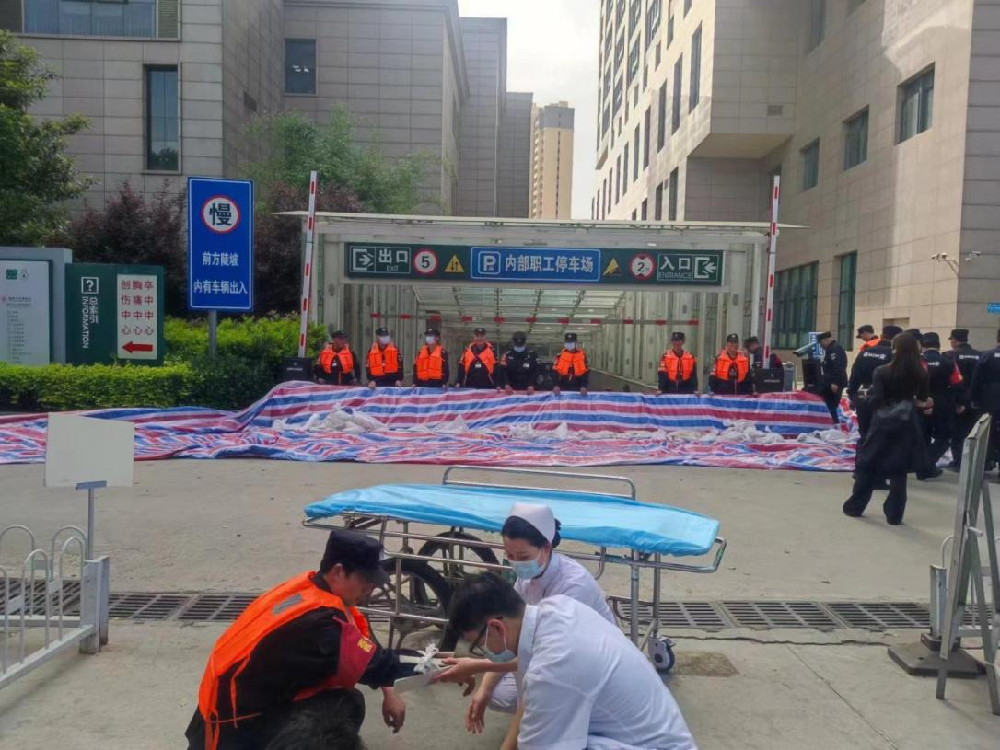 慢
前方陡坡
内有车辆出入
?
总索引
INFORMATION
卒中中心
胸痛中心
创伤中心
出口
EXIT
5
P 内部职工停车场
2
入口
ENTRANCE